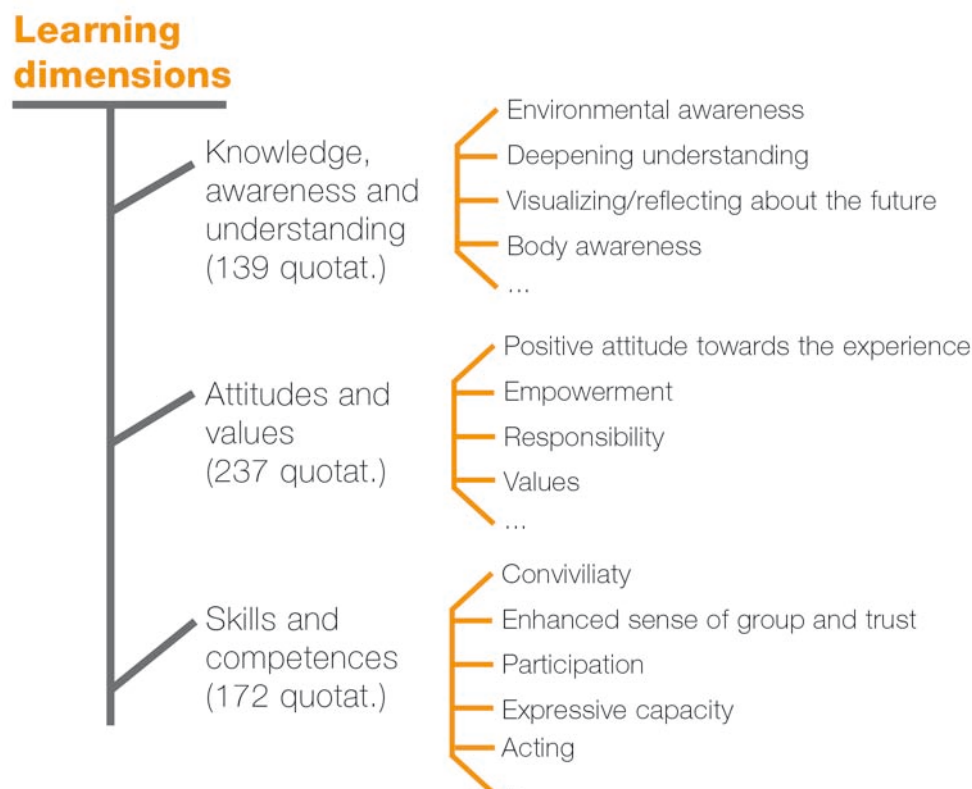 Learning
dimensions
Knowledge,
awareness and
understanding
(139 quotat.)
Environmental awareness
Deepening understanding
Visualizing/reflecting about the future
Body awareness
...
Attitudes and
values
(237 quotat.)
Positive attitude towards the experience
Empowerment
Responsibility
Values
...
Skills and
competences
(172 quotat.)
Conviviliaty
Enhanced sense of group and trust
Participation
Expressive capacity
Acting